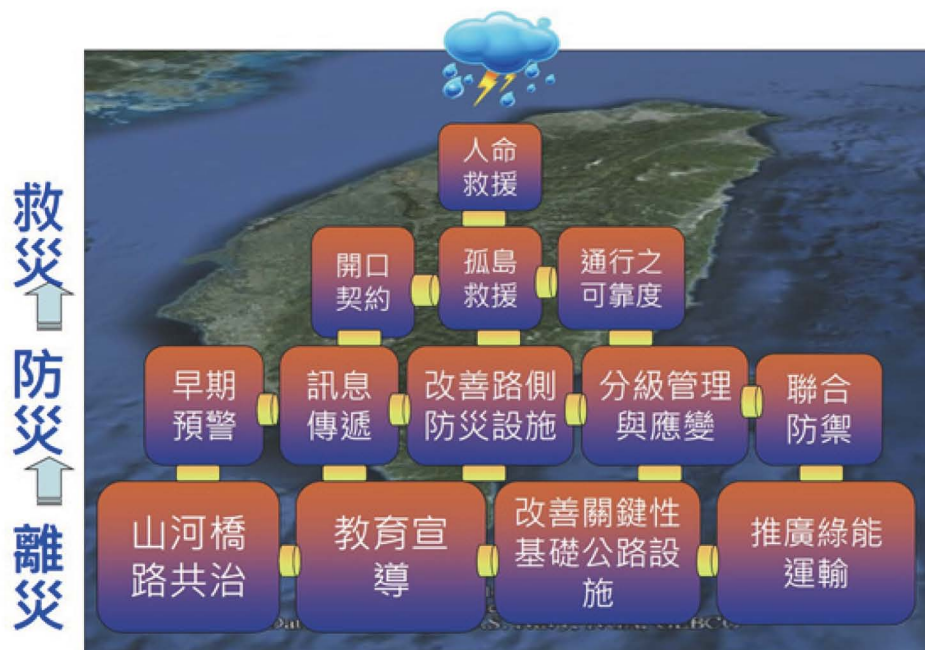 人命
救援
救災
開口
契約
孤島
救援
通行之
可靠度
防災
早期
預警
訊息
傳遞
改善路側
防災設施
分級管理
與應變
聯合
防禦
離災
山河橋
路共治
教育宣
導
改善關鍵性
基礎公路設
施
推廣綠能
運輸